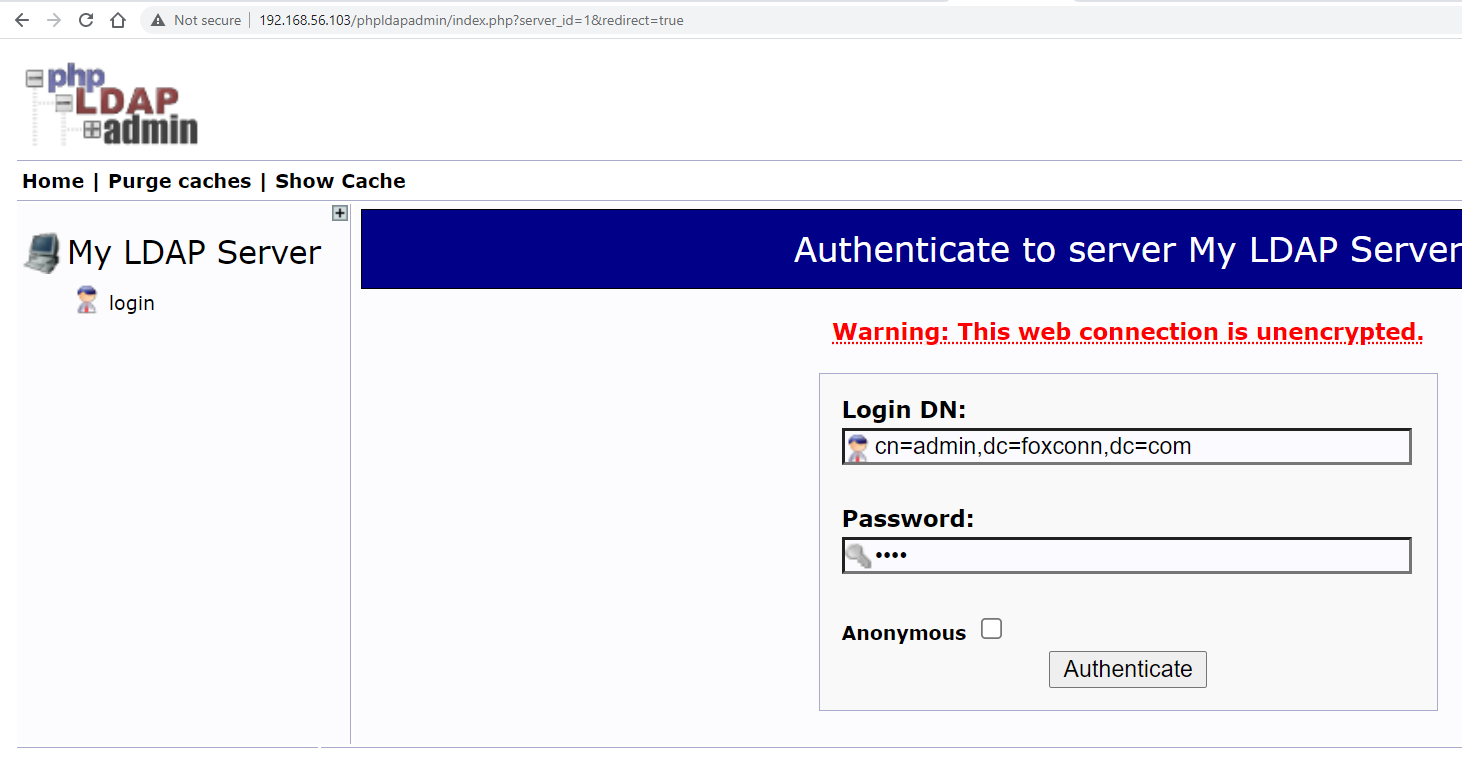 Not secure | 192.168.56.103/phpldapadmin/index.php?server_id=1&redirect=true
php
LDAP
admin
Home | Purge caches | Show Cache
My LDAP Server
login
Authenticate to server My LDAP Server
Warning: This web connection is unencrypted.
Login DN:
cn=admin,dc=foxconn,dc=com
Password:
••••
Anonymous
Authenticate